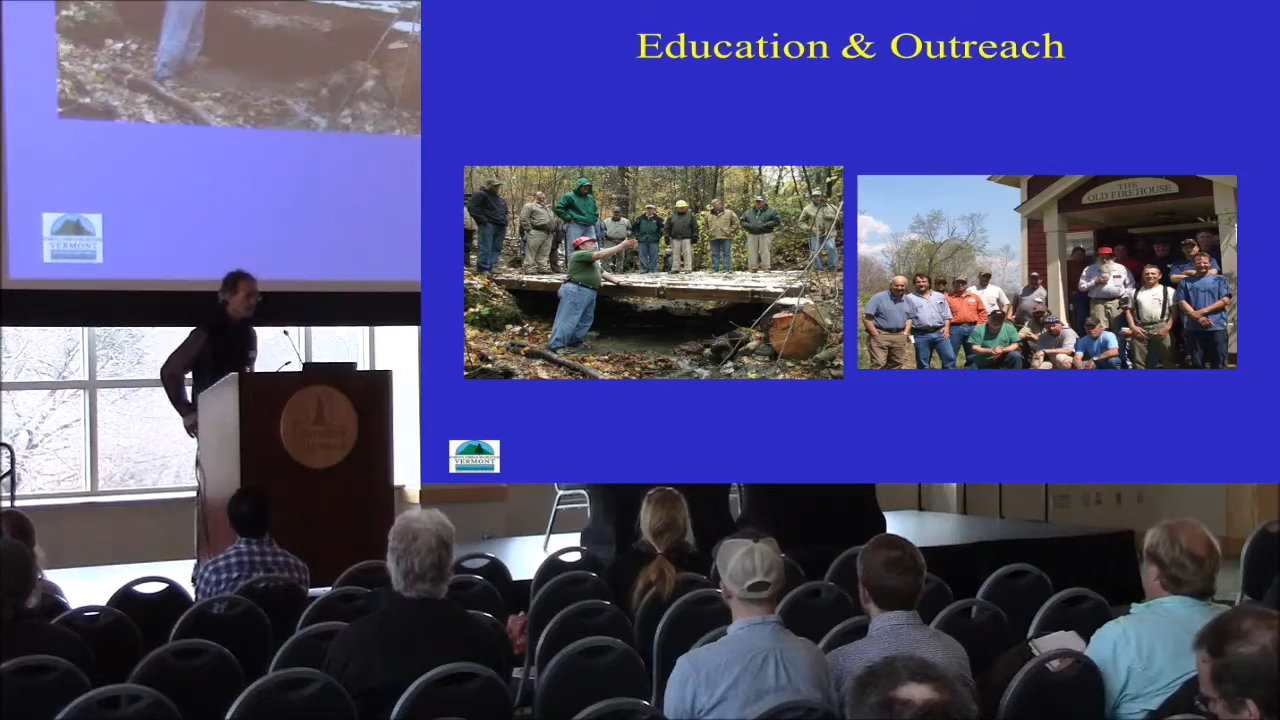 Education & Outreach
THE
OLD FIREHOUSE
VERMONT
VERMONT